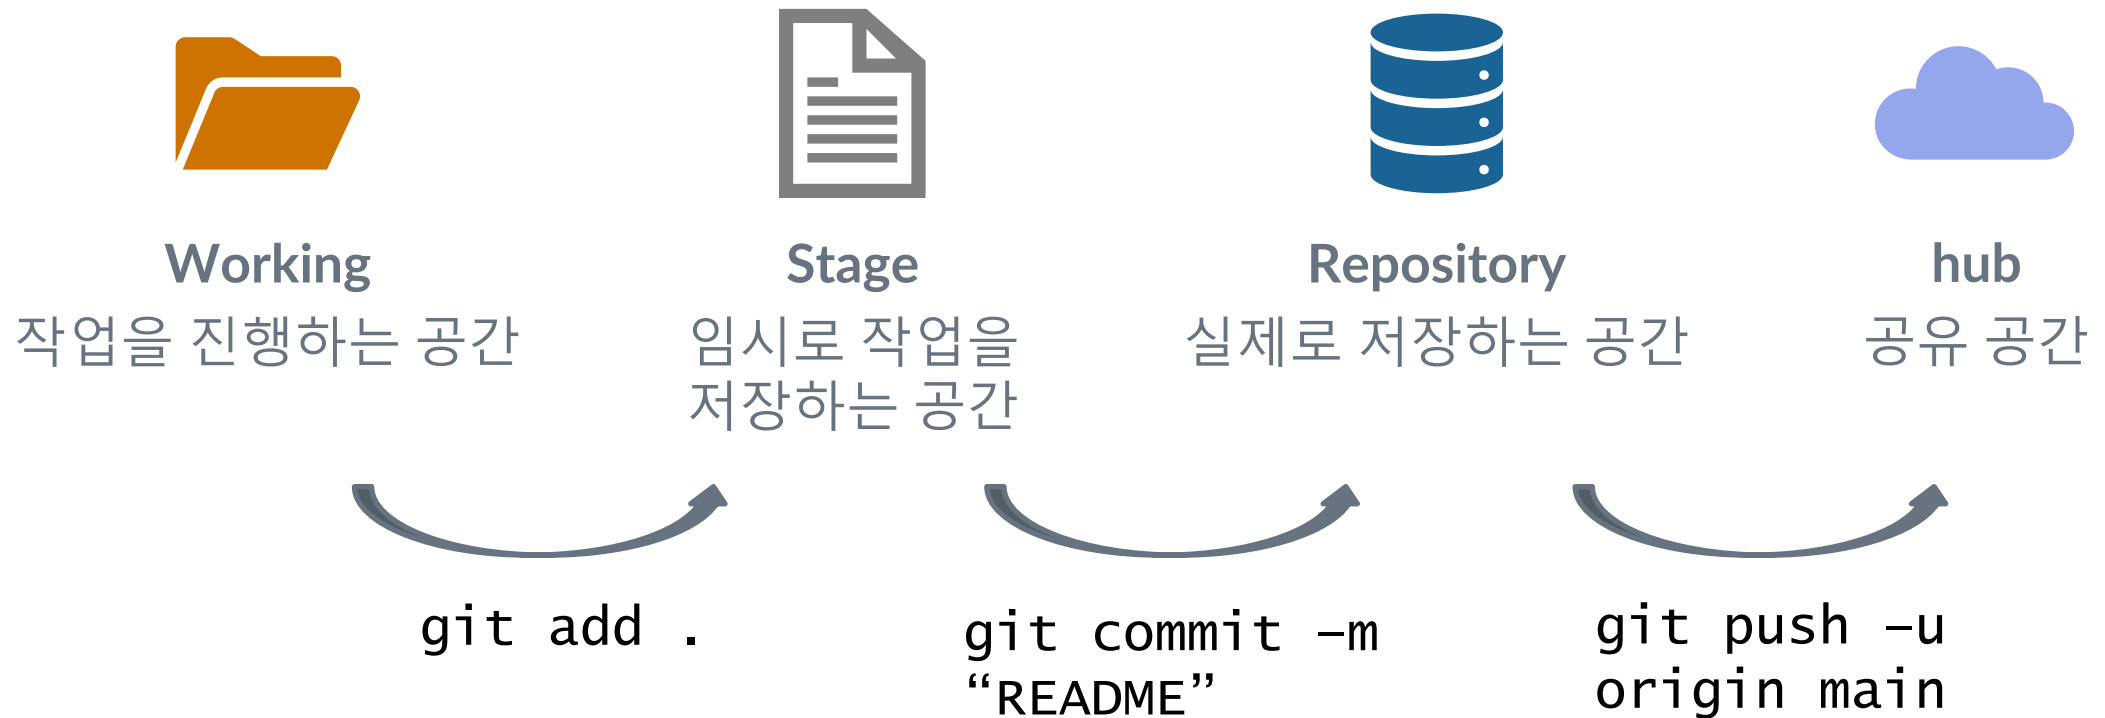 Working
작업을 진행하는 공간
Stage
임시로 작업을
저장하는 공간
Repository
실제로 저장하는 공간
hub
공유 공간
git add .
git commit –m
“README”
git push –u
origin main